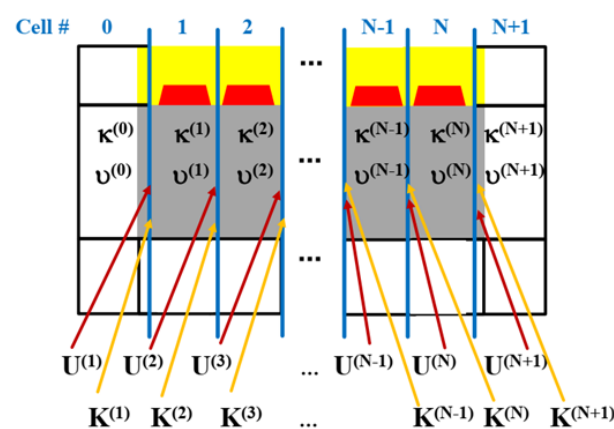 Cell # 0 1 2 N-1 N N+1
...
κ(0) κ(1) κ(2) κ(N-1) κ(N) κ(N+1)
...
υ(0) υ(1) υ(2) υ(N-1) υ(N) υ(N+1)
...
U(1) U(2) U(3) ... U(N-1) U(N) U(N+1)
K(1) K(2) K(3) ... K(N-1) K(N) K(N+1)